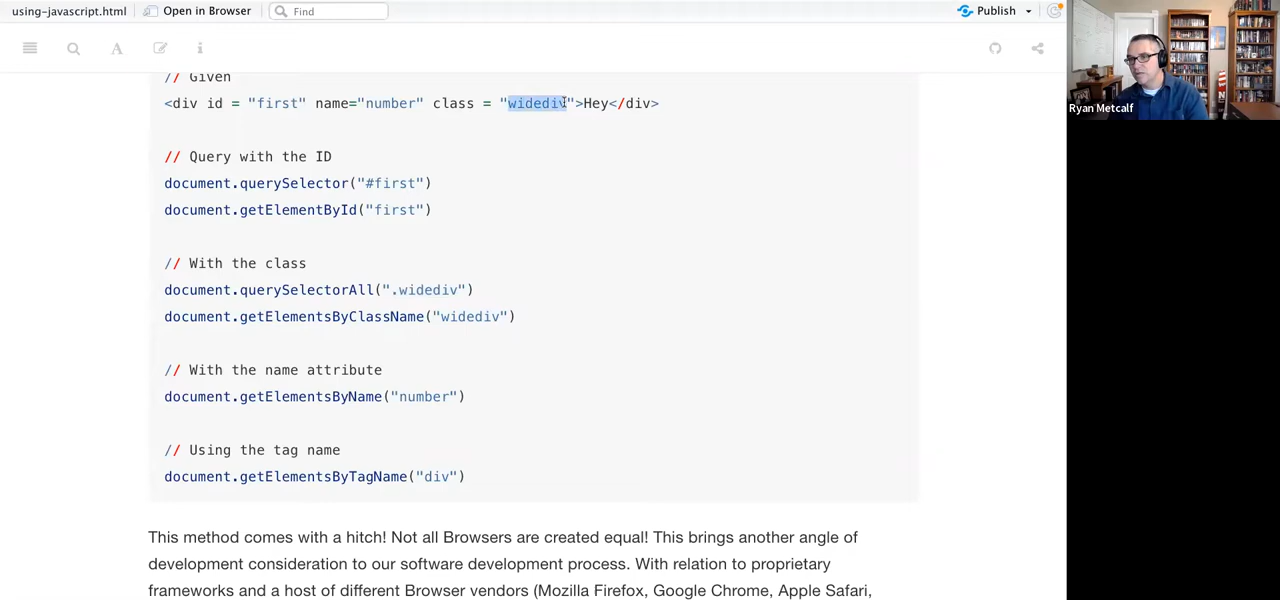 using-javascript.html Open in Browser Find Publish
// Given
<div id = "first" name="number" class = "widediv">Hey</div>
Ryan Metcalf
// Query with the ID
document.querySelector("#first")
document.getElementById("first")
// With the class
document.querySelectorAll(".widediv")
document.getElementsByClassName("widediv")
// With the name attribute
document.getElementsByName("number")
// Using the tag name
document.getElementsByTagName("div")
This method comes with a hitch! Not all Browsers are created equal! This brings another angle of
development consideration to our software development process. With relation to proprietary
frameworks and a host of different Browser vendors (Mozilla Firefox, Google Chrome, Apple Safari,